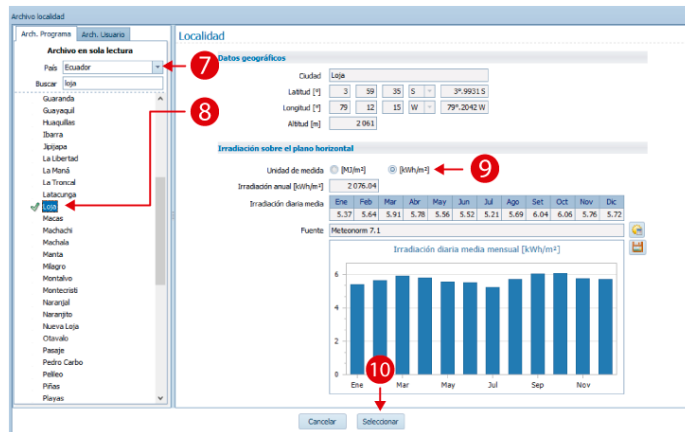 Archivo localidad
Arch. Programa Arch. Usuario
Archivo en sola lectura
País Ecuador
Buscar loja
Guaranda
Guayaquil
Huaquillas
Ibarra
Jipijapa
La Libertad
La Maná
La Troncal
Latacunga
Loja
Macas
Machachi
Machala
Manta
Milagro
Montalvo
Montecristi
Naranjal
Naranjito
Nueva Loja
Otavalo
Pasaje
Pedro Carbo
Pelileo
Piñas
Playas
7
8
Localidad
Datos geográficos
Ciudad Loja
Latitud [°] 3 59 35 S 3°.9931 S
Longitud [°] 79 12 15 W 79°.2042 W
Altitud [m] 2 061
Irradiación sobre el plano horizontal
Unidad de medida [MJ/m²] [kWh/m²] 9
Irradiación anual [kWh/m²] 2 076.04
Irradiación diaria media Ene Feb Mar Abr May Jun Jul Ago Set Oct Nov Dic
5.37 5.64 5.91 5.78 5.56 5.52 5.21 5.69 6.04 6.06 5.76 5.72
Fuente Meteonorm 7.1
Irradiación diaria media mensual [kWh/m²]
6
4
2
0
Ene Mar May Jul Sep Nov
10
Cancelar Seleccionar